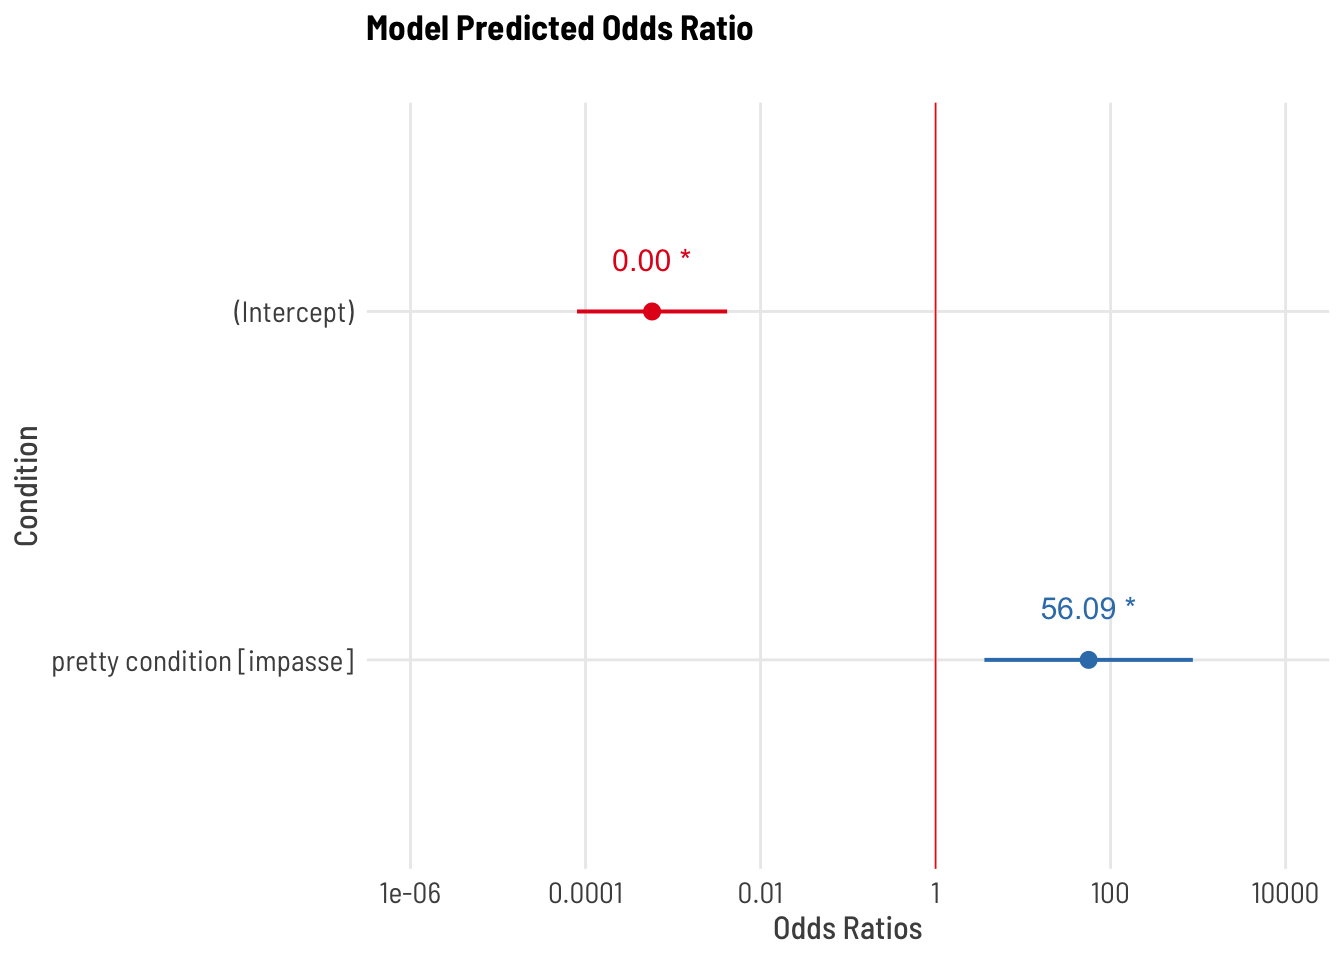 Model Predicted Odds Ratio
0.00 *
(Intercept)
Condition
56.09 *
pretty condition [impasse]
1e-06 0.0001 0.01 1 100 10000
Odds Ratios